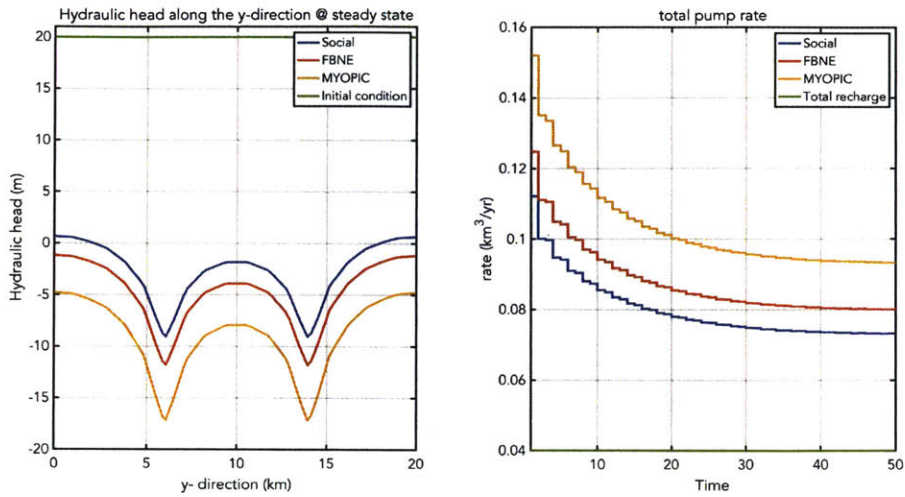 Hydraulic head along the y-direction @ steady state
20
15
10
5
0
-5
-10
-15
-20
Hydraulic head (m)
0
5
10
15
20
y- direction (km)
Social
FBNE
MYOPIC
Initial condition
total pump rate
0.16
0.14
0.12
0.1
0.08
0.06
0.04
rate (km³/yr)
10
20
30
40
50
Time
Social
FBNE
MYOPIC
Total recharge